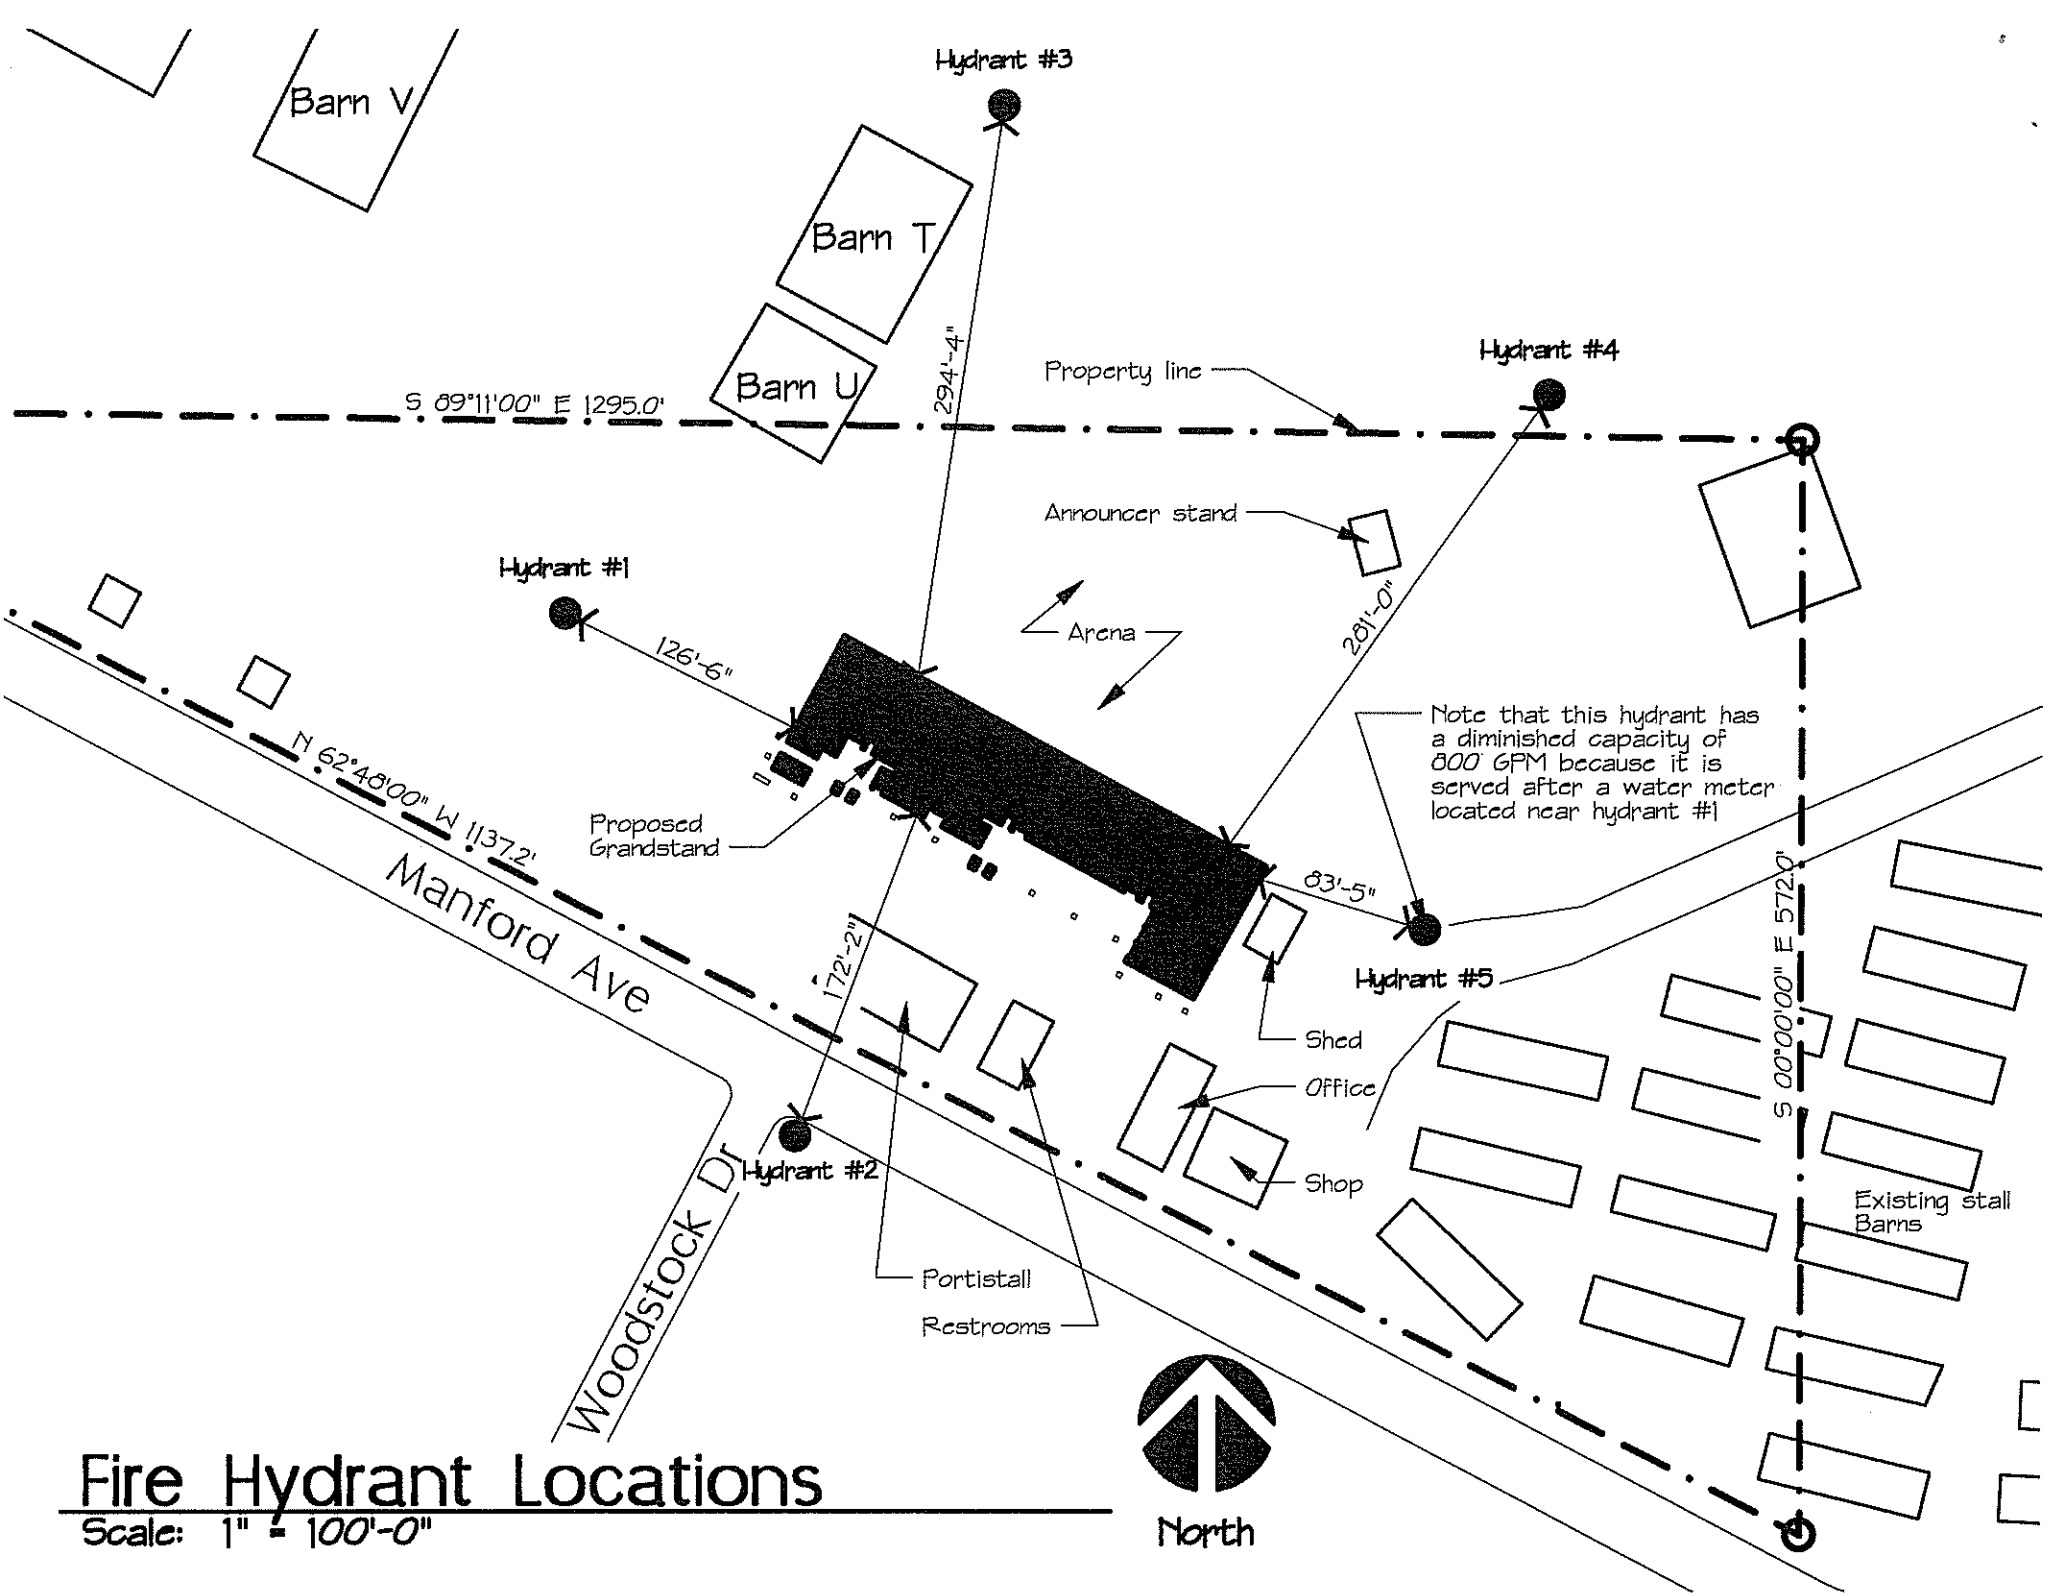 Hydrant #3
Barn V
Barn T
294'-4"
Hydrant #4
Property line
Barn U
S 89°11'00" E 1295.0'
Announcer stand
Hydrant #1
281'-0"
Arena
126'-6"
Note that this hydrant has
a diminished capacity of
800 GPM because it is
served after a water meter
located near hydrant #1
N 62°48'00" W 1137.2'
Proposed
Grandstand
Manford Ave
83'-5"
S 00°00'00" E 572.0'
172'-2"
Hydrant #5
Shed
Office
Hydrant #2
Shop
Existing stall
Barns
Woodstock Dr
Portistall
Restrooms
Fire Hydrant Locations
Scale: 1" = 100'-0"
North